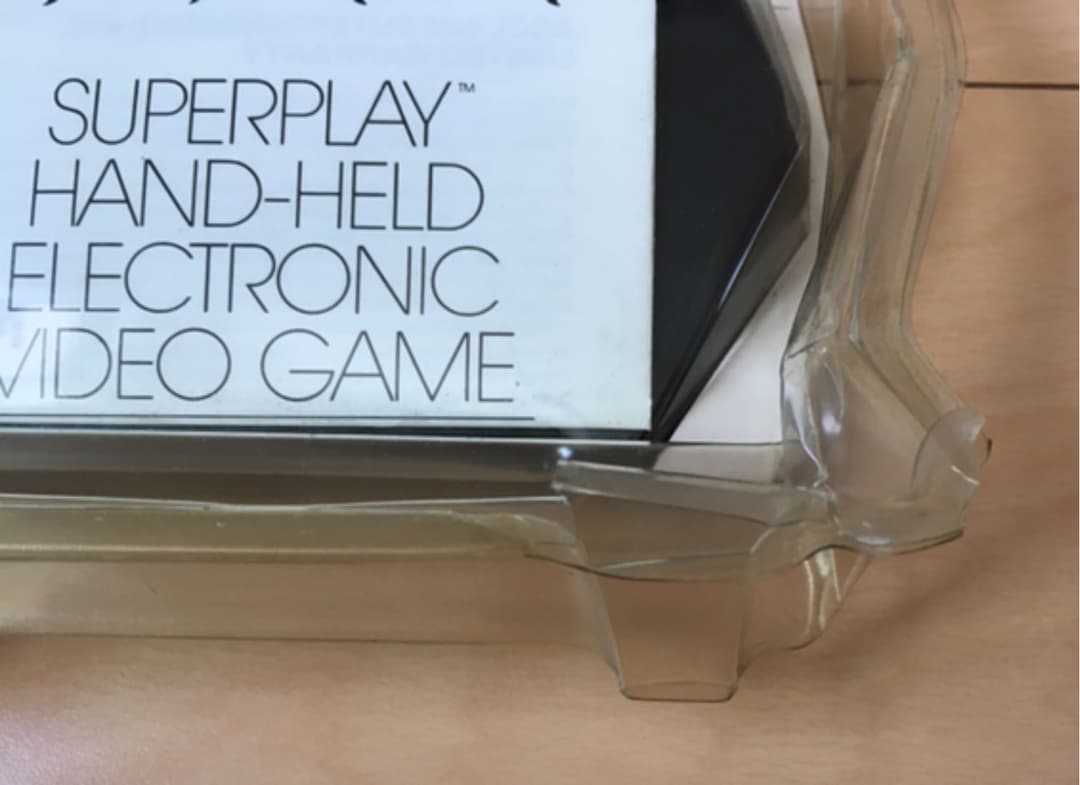 SUPERPLAY™
HAND-HELD
ELECTRONIC
VIDEO GAME